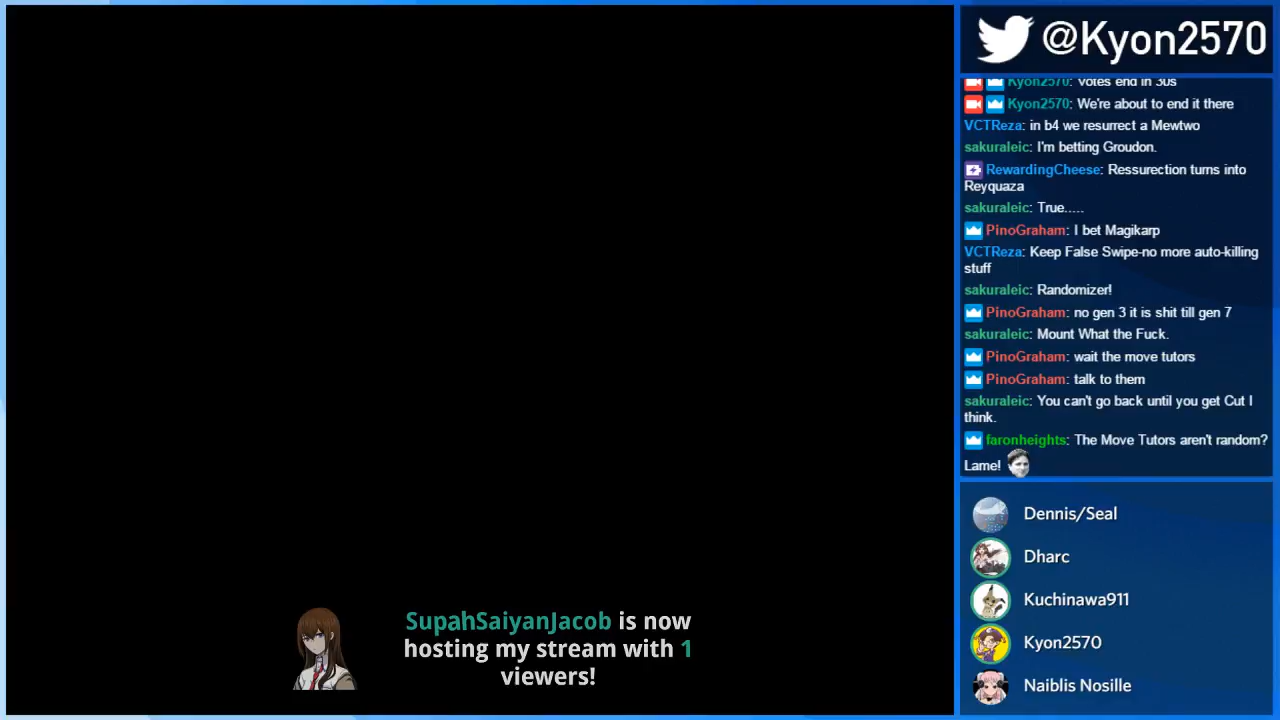 @Kyon2570
Kyon2570: Votes end in 30s
Kyon2570: We're about to end it there
VCTReza: in b4 we resurrect a Mewtwo
sakuraleic: I'm betting Groudon.
RewardingCheese: Ressurection turns into
Reyquaza
sakuraleic: True.....
PinoGraham: I bet Magikarp
VCTReza: Keep False Swipe-no more auto-killing
stuff
sakuraleic: Randomizer!
PinoGraham: no gen 3 it is shit till gen 7
sakuraleic: Mount What the Fuck.
PinoGraham: wait the move tutors
PinoGraham: talk to them
sakuraleic: You can't go back until you get Cut I
think.
faronheights: The Move Tutors aren't random?
Lame!
Dennis/Seal
Dharc
Kuchinawa911
Kyon2570
Naiblis Nosille
SupahSaiyanJacob is now
hosting my stream with 1
viewers!